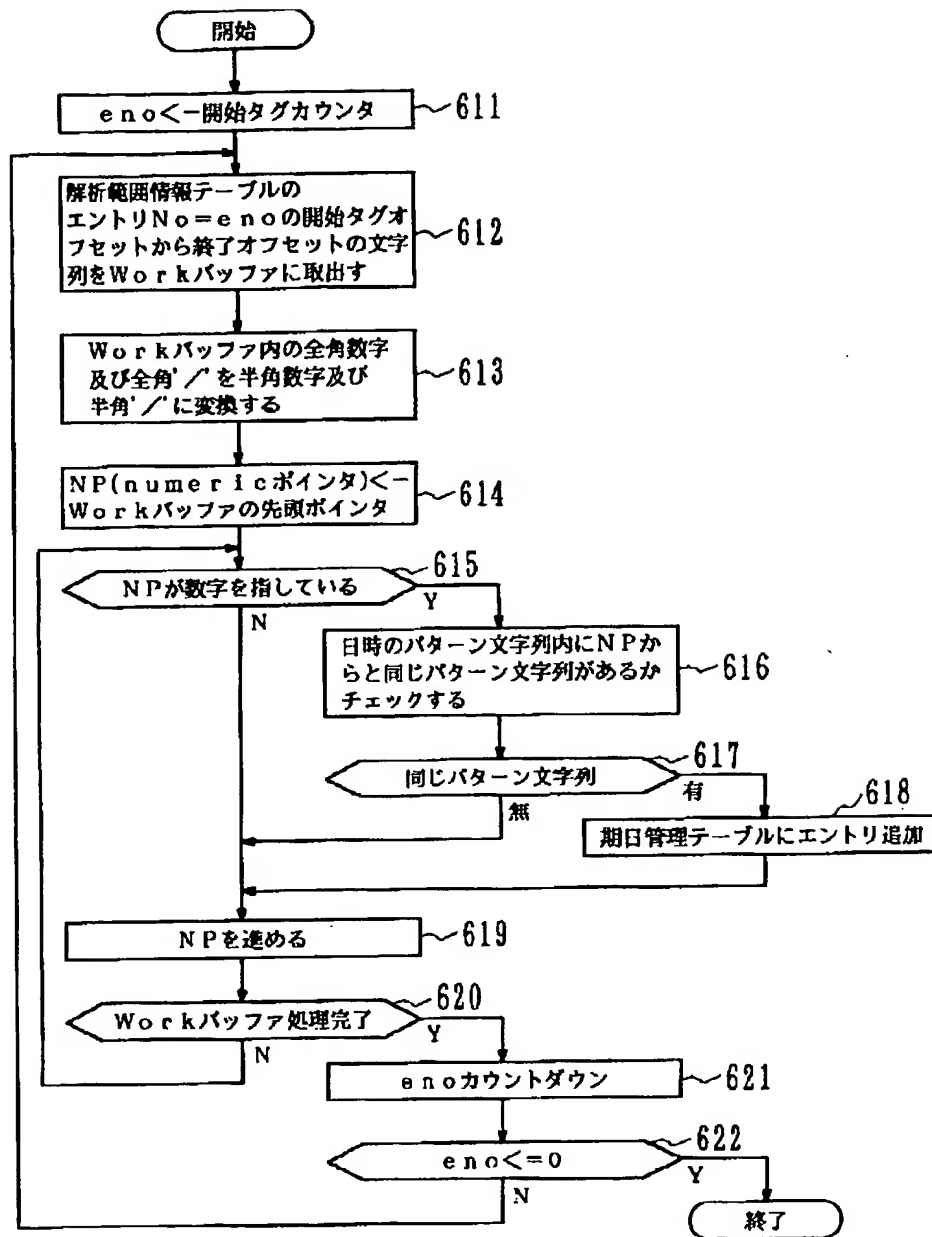 開始
eno<－開始タグカウンタ
611
解析範囲情報テーブルの
エントリNo＝enoの開始タグオ
フセットから終了オフセットの文字
列をWorkバッファに取出す
612
Workバッファ内の全角数字
及び全角'／'を半角数字及び
半角'／'に変換する
613
NP(numericポインタ)<－
Workバッファの先頭ポインタ
614
NPが数字を指している
615
Y
N
日時のパターン文字列内にNPか
らと同じパターン文字列があるか
チェックする
616
同じパターン文字列
617
有
無
618
期日管理テーブルにエントリ追加
NPを進める
619
Workバッファ処理完了
620
Y
N
enoカウントダウン
621
eno<＝0
622
Y
N
終了